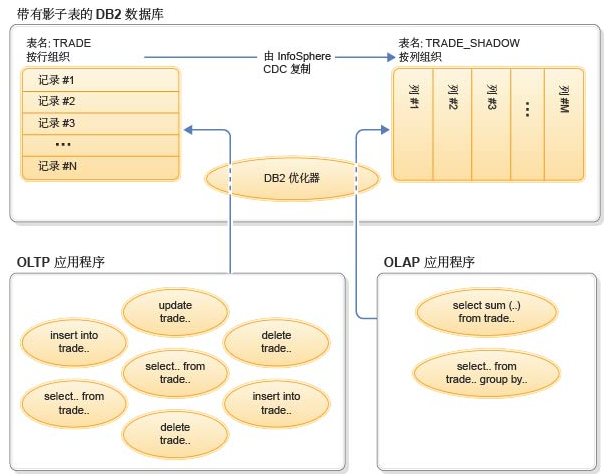 带有影子表的 DB2 数据库
表名: TRADE
按行组织
由 InfoSphere
CDC 复制
表名: TRADE_SHADOW
按列组织
记录 #1
记录 #2
记录 #3
...
记录 #N
列 #1
列 #2
列 #3
...
列 #M
DB2 优化器
OLTP 应用程序
update
trade..
insert into
trade..
delete
trade..
select.. from
trade..
select.. from
trade..
insert into
trade..
delete
trade..
OLAP 应用程序
select sum (..)
from trade..
select.. from
trade.. group by..